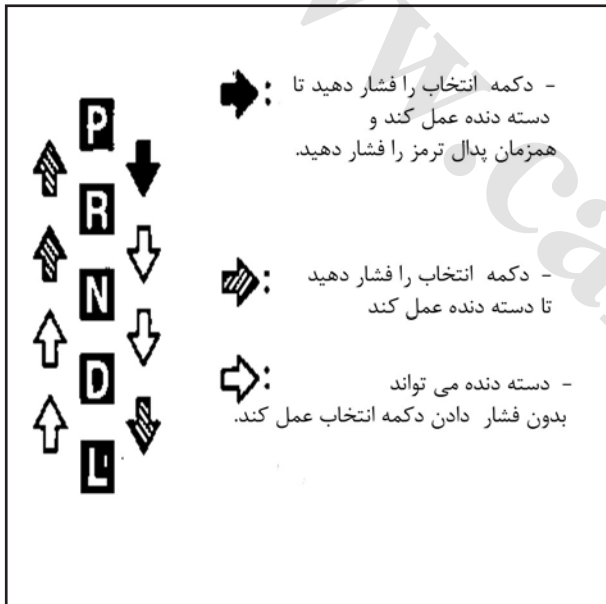 P
R
N
D
L
- دکمه انتخاب را فشار دهید تا
دسته دنده عمل کند و
همزمان پدال ترمز را فشار دهید.
:
- دکمه انتخاب را فشار دهید
تا دسته دنده عمل کند
:
- دسته دنده می تواند
بدون فشار دادن دکمه انتخاب عمل کند.
:
w.ca